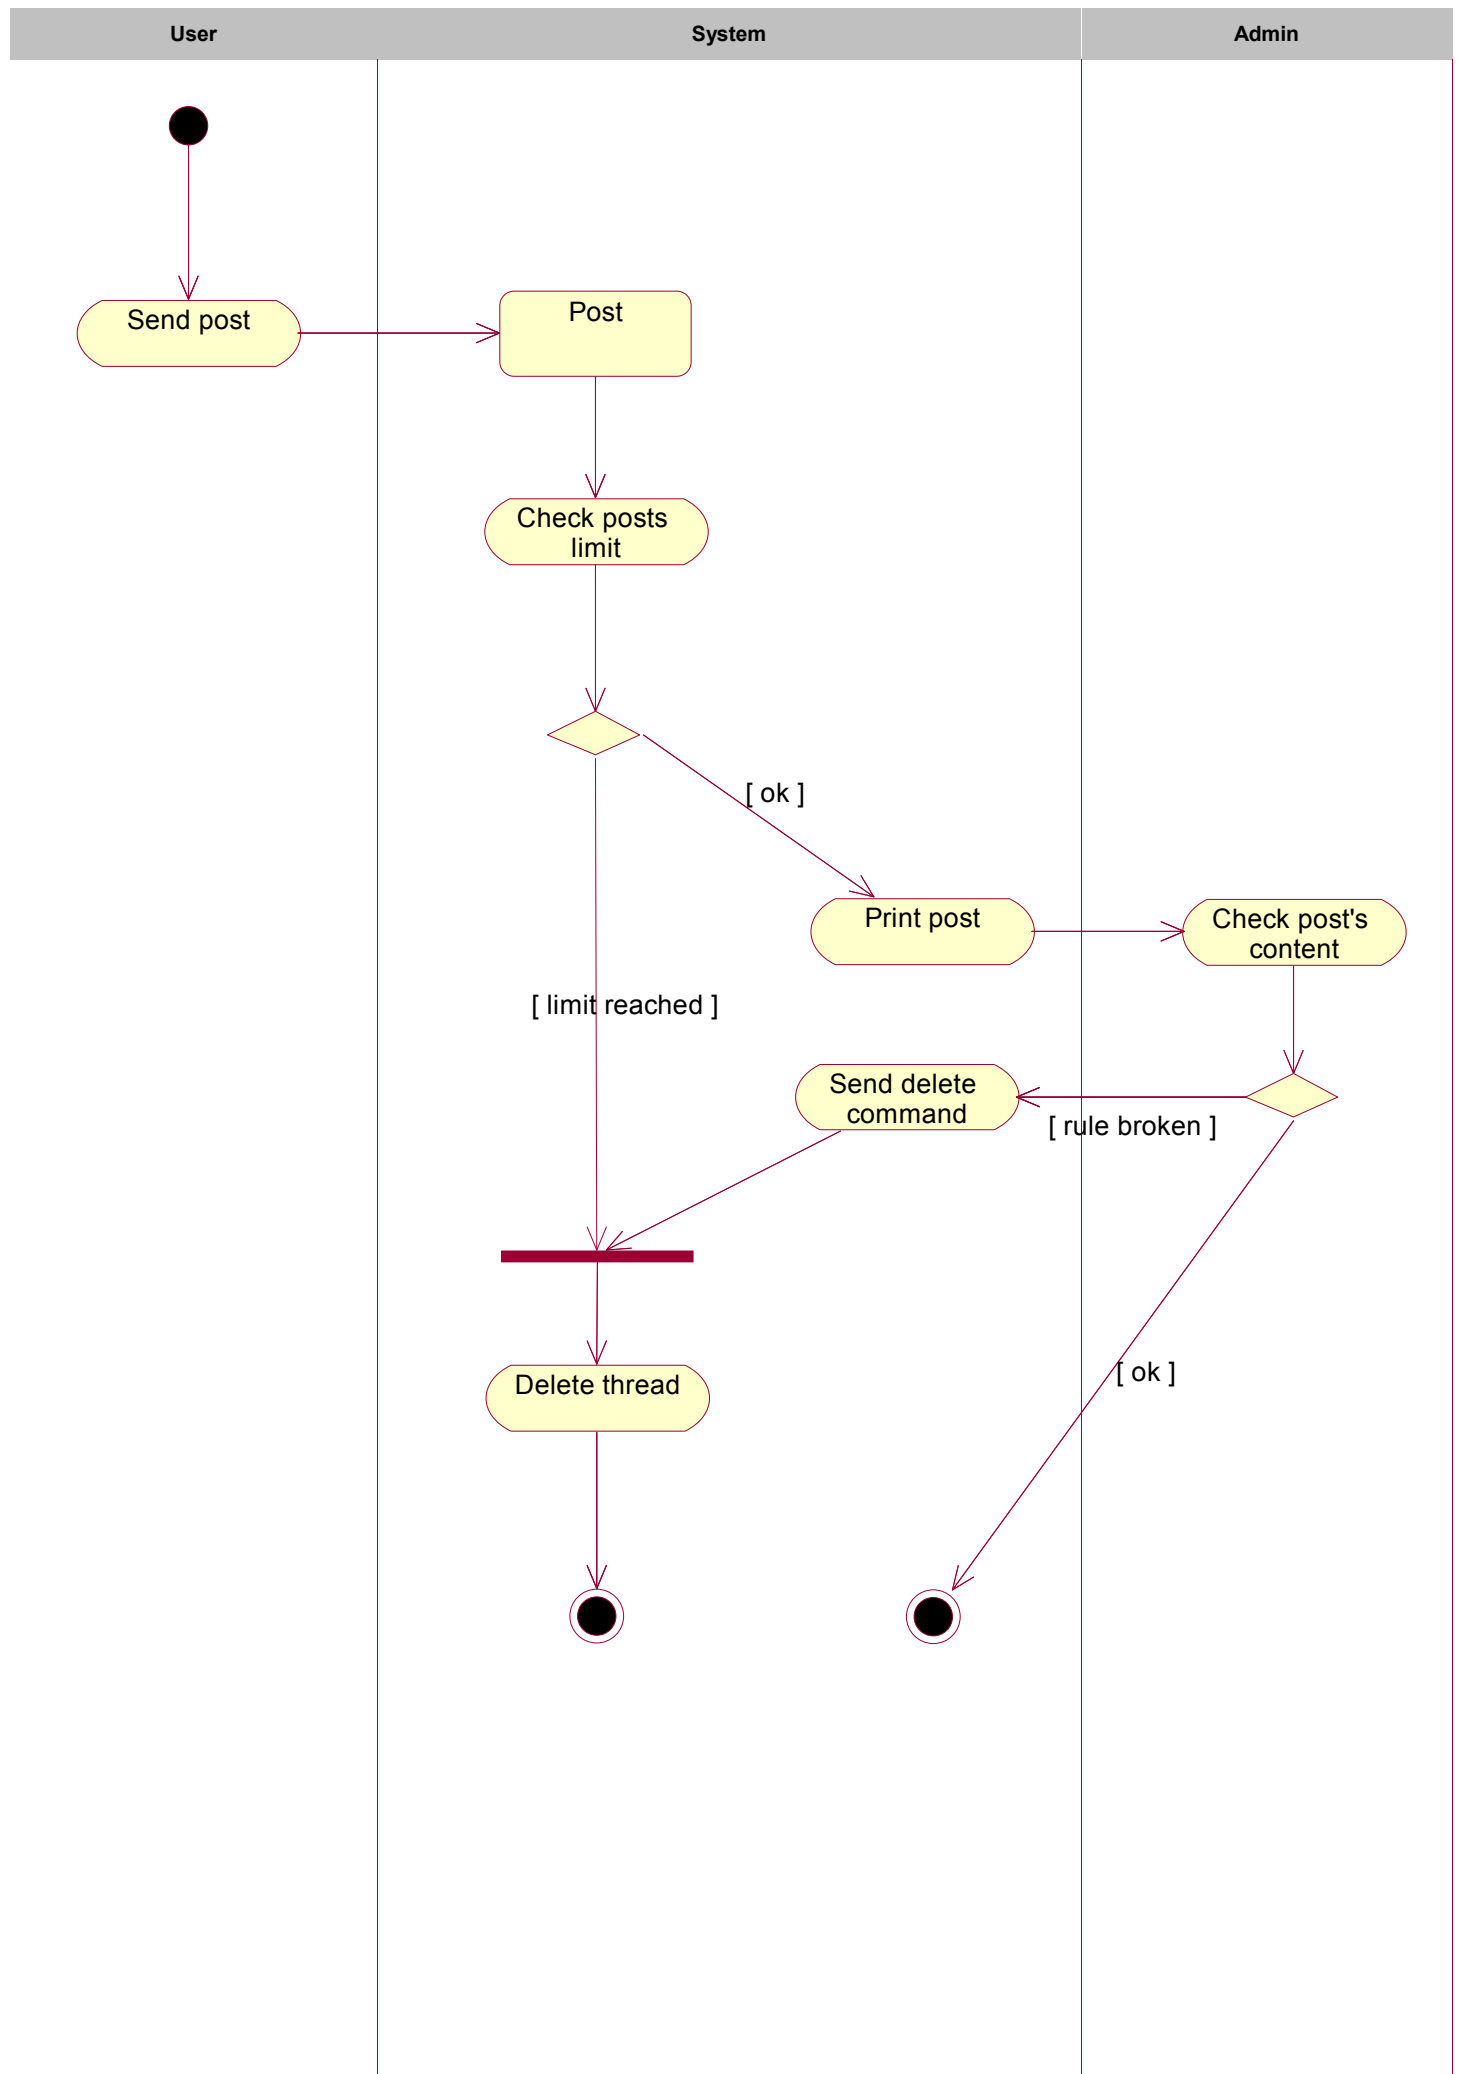 User
System
Admin
Send post
Post
Check posts
limit
[ ok ]
Print post
Check post's
content
[ limit reached ]
Send delete
command
[ rule broken ]
Delete thread
[ ok ]